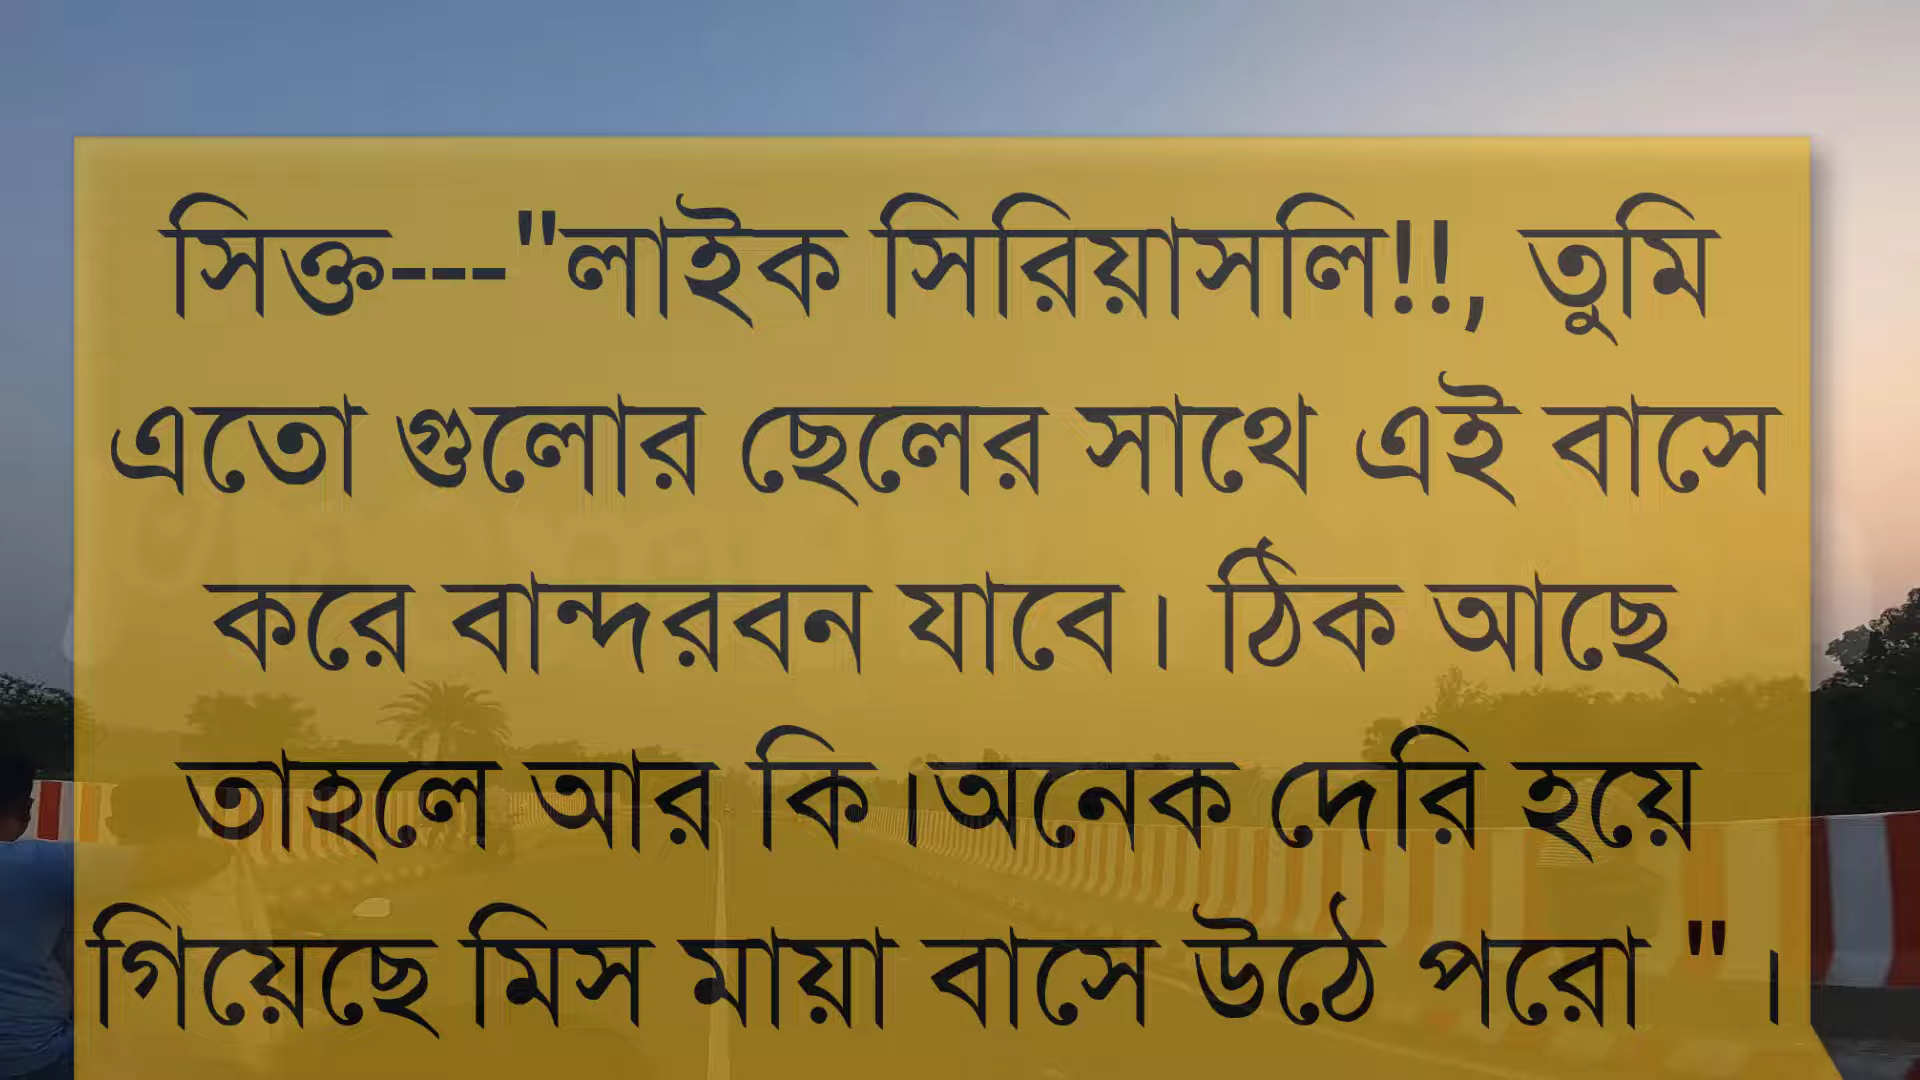 সিক্ত---"লাইক সিরিয়াসলি!!, তুমি
এতো গুলোর ছেলের সাথে এই বাসে
করে বান্দরবন যাবে। ঠিক আছে
তাহলে আর কি।অনেক দেরি হয়ে
গিয়েছে মিস মায়া বাসে উঠে পরো "।